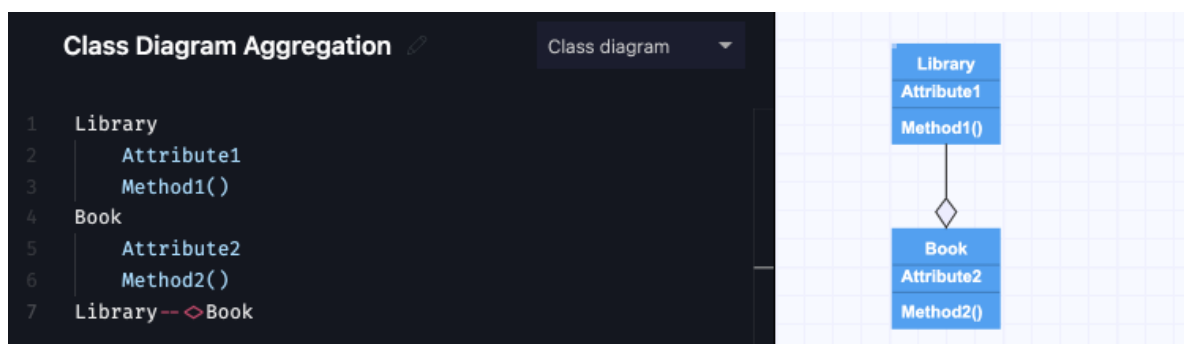 Class Diagram Aggregation
Class diagram
1 Library
2 Attribute1
3 Method1()
4 Book
5 Attribute2
6 Method2()
7 Library--<>Book
Library
Attribute1
Method1()
Book
Attribute2
Method2()